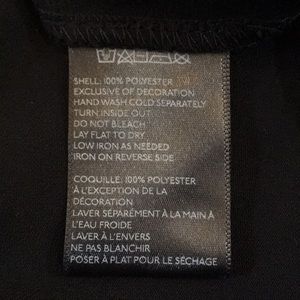 SHELL: 100% POLYESTER
EXCLUSIVE OF DECORATION
HAND WASH COLD SEPARATELY
TURN INSIDE OUT
DO NOT BLEACH
LAY FLAT TO DRY
LOW IRON AS NEEDED
IRON ON REVERSE SIDE
COQUILLE: 100% POLYESTER
À L'EXCEPTION DE LA
DÉCORATION
LAVER SÉPARÉMENT À LA MAIN À
L'EAU FROIDE
LAVER À L'ENVERS
NE PAS BLANCHIR
POSER À PLAT POUR LE SÉCHAGE